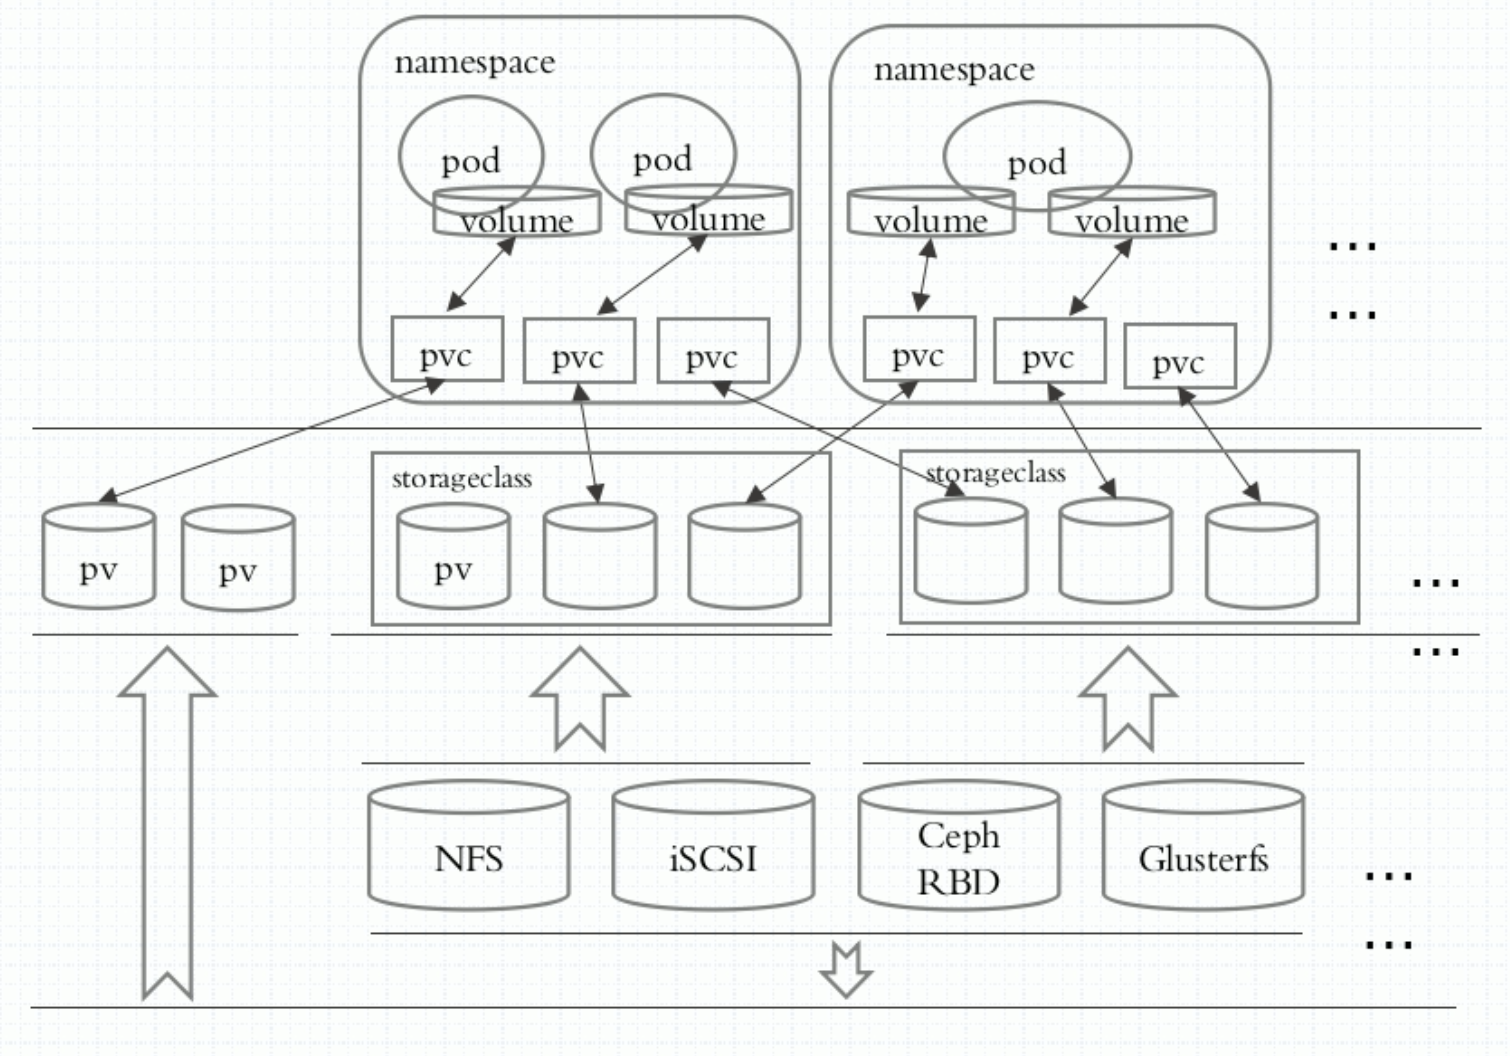 namespace
namespace
pod
pod
pod
volume
volume
volume
volume
... 
...
pvc
pvc
pvc
pvc
pvc
pvc
storageclass
storageclass
pv
pv
pv
...
...
NFS
iSCSI
Ceph
RBD
Glusterfs
...
...